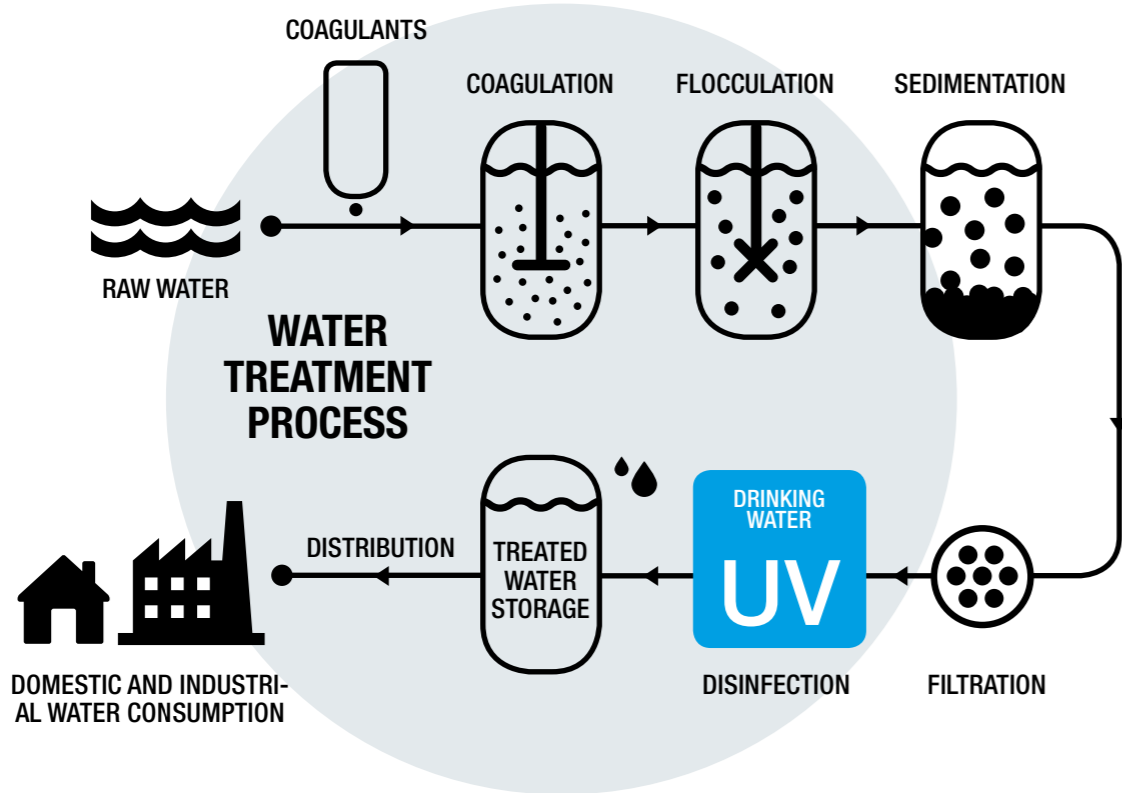 COAGULANTS
COAGULATION
FLOCCULATION
SEDIMENTATION
RAW WATER
WATER
TREATMENT
PROCESS
DRINKING
WATER
UV
DISTRIBUTION
TREATED
WATER
STORAGE
DOMESTIC AND INDUSTRI-
AL WATER CONSUMPTION
DISINFECTION
FILTRATION